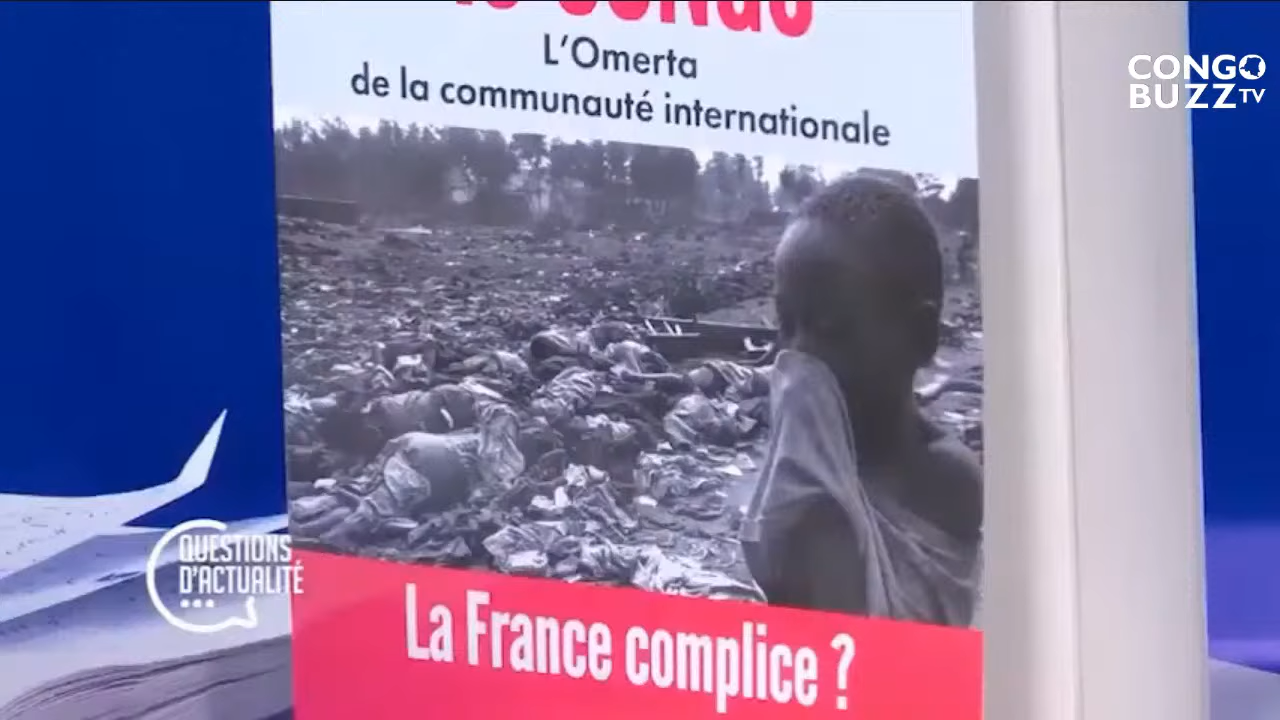 L'Omerta
de la communauté internationale
CONGO
BUZZ TV
QUESTIONS
D'ACTUALITÉ
La France complice ?